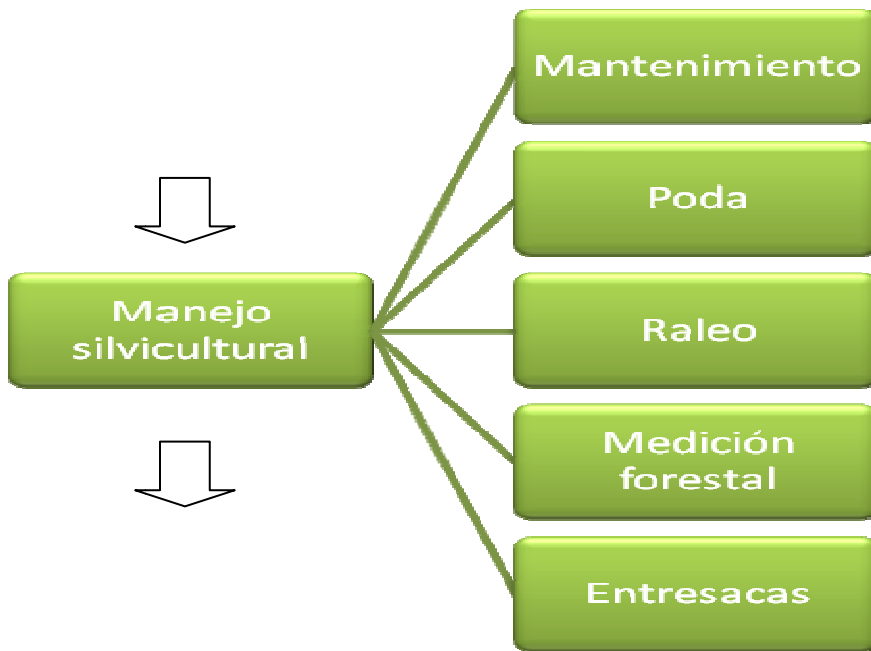 Mantenimiento
Poda
Manejo
silvicultural
Raleo
Medición
forestal
Entresacas